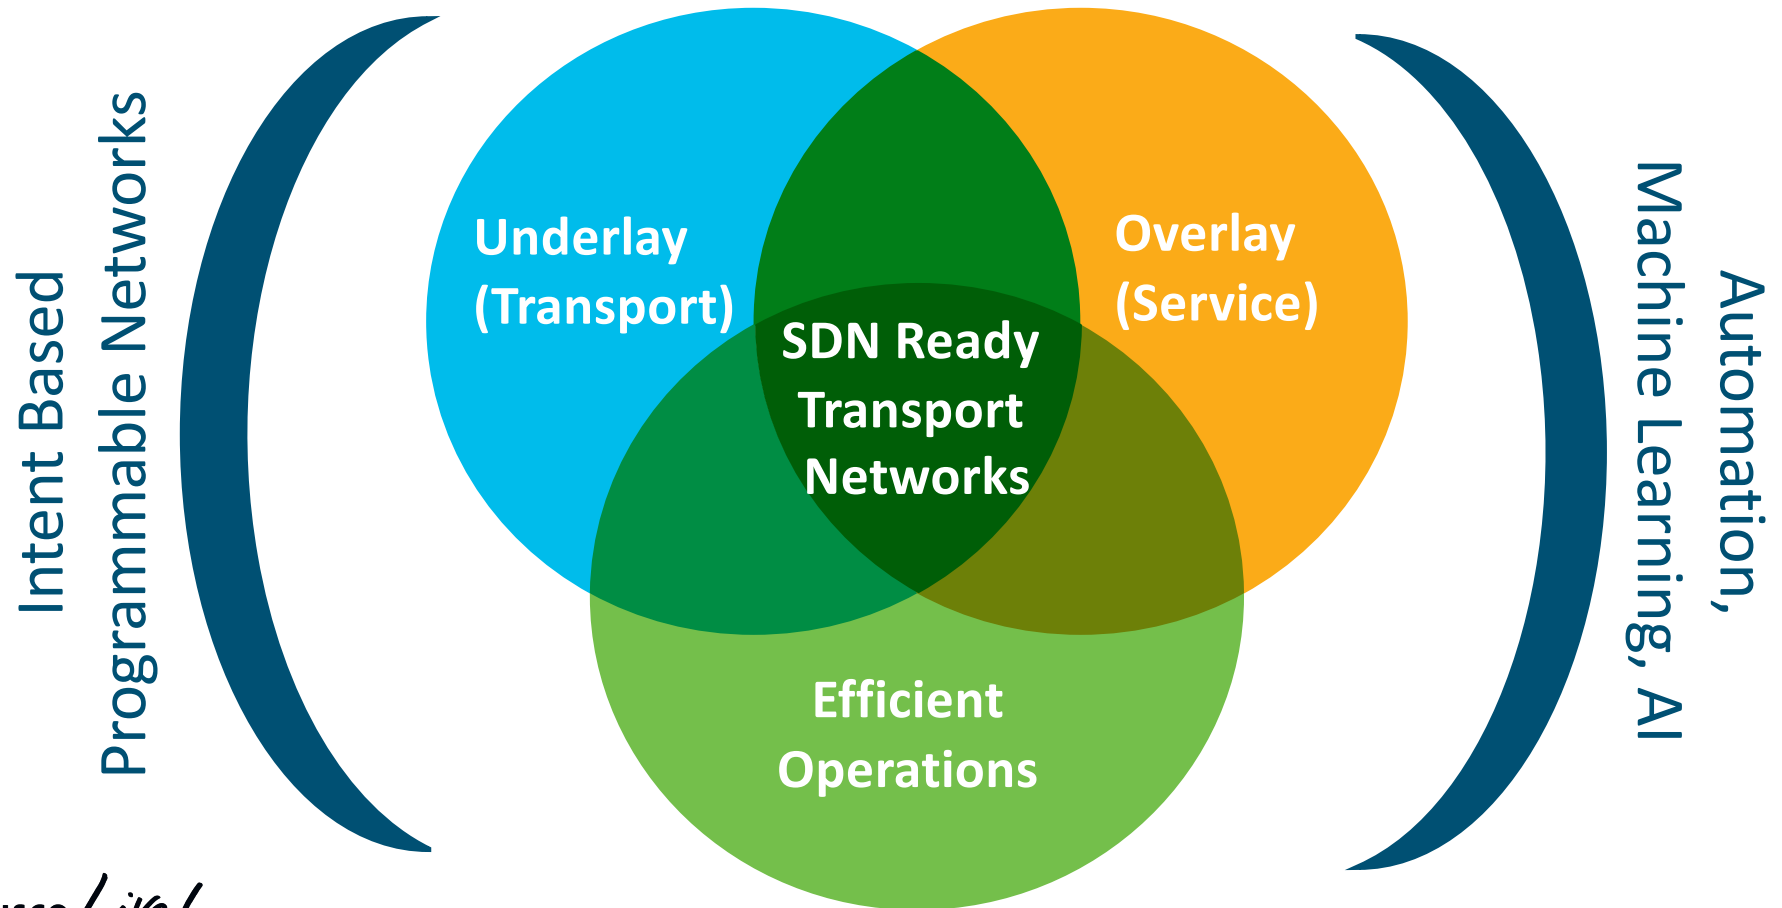 Intent Based
Programmable Networks
Underlay
(Transport)
Overlay
(Service)
SDN Ready
Transport
Networks
Efficient
Operations
Automation,
Machine Learning, AI